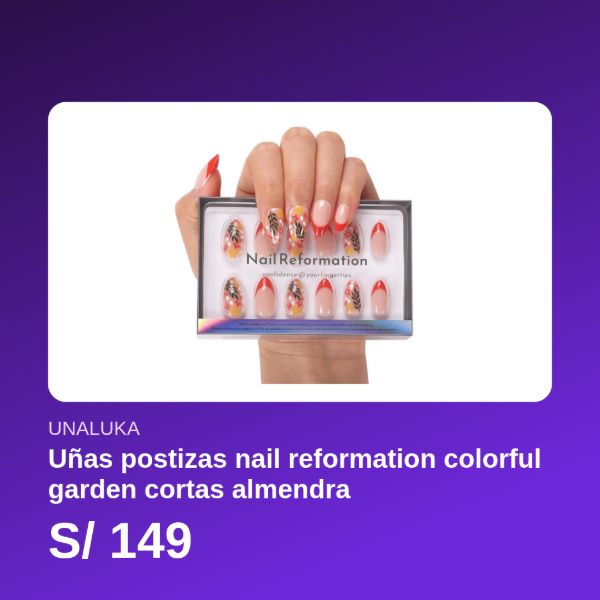 Nail Reformation
confidence @ your fingertips
UNALUKA
Uñas postizas nail reformation colorful
garden cortas almendra
S/ 149